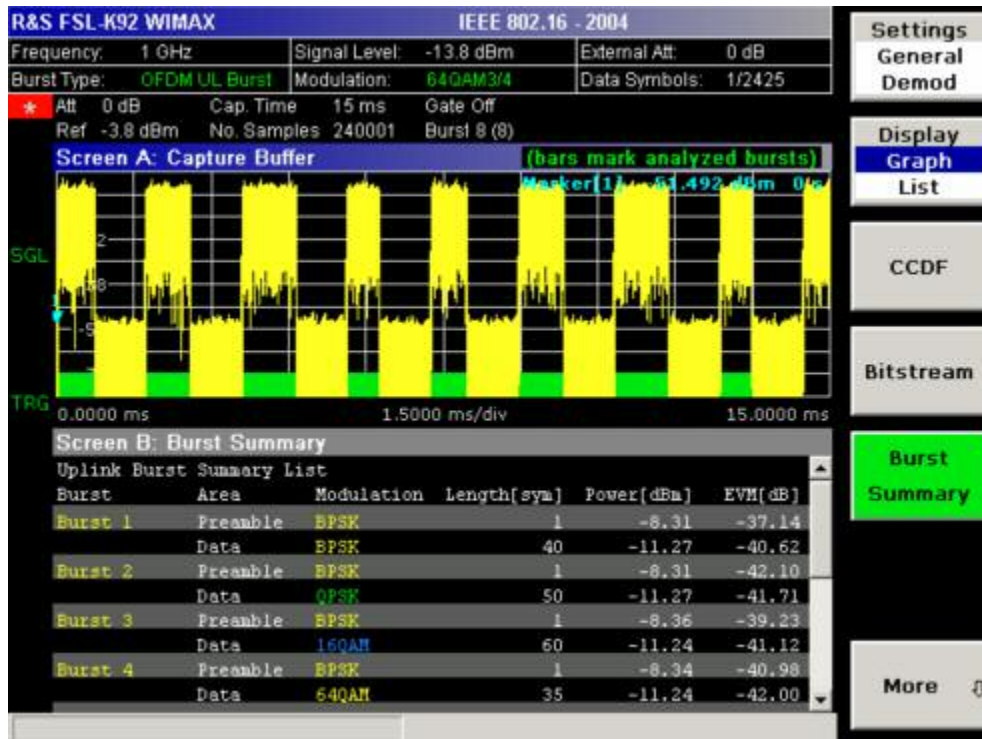 R&S FSL-K92 WIMAX IEEE 802.16 - 2004
Frequency: 1 GHz Signal Level: -13.8 dBm External Att: 0 dB
Burst Type: OFDM UL Burst Modulation: 64QAM3/4 Data Symbols: 1/2425
* Att 0 dB Cap. Time 15 ms Gate Off
Ref -3.8 dBm No. Samples 240001 Burst 8 (8)
Screen A: Capture Buffer (bars mark analyzed bursts)
Marker[1] -51.492 dBm 0 s
SGL
TRG
0.0000 ms 1.5000 ms/div 15.0000 ms
Screen B: Burst Summary
Uplink Burst Summary List
Burst Area Modulation Length[sym] Power[dBm] EVM[dB]
Burst 1 Preamble BPSK 1 -8.31 -37.14
Data BPSK 40 -11.27 -40.62
Burst 2 Preamble BPSK 1 -8.31 -42.10
Data QPSK 50 -11.27 -41.71
Burst 3 Preamble BPSK 1 -8.36 -39.23
Data 16QAM 60 -11.24 -41.12
Burst 4 Preamble BPSK 1 -8.34 -40.98
Data 64QAM 35 -11.24 -42.00
Settings
General
Demod
Display
Graph
List
CCDF
Bitstream
Burst
Summary
More